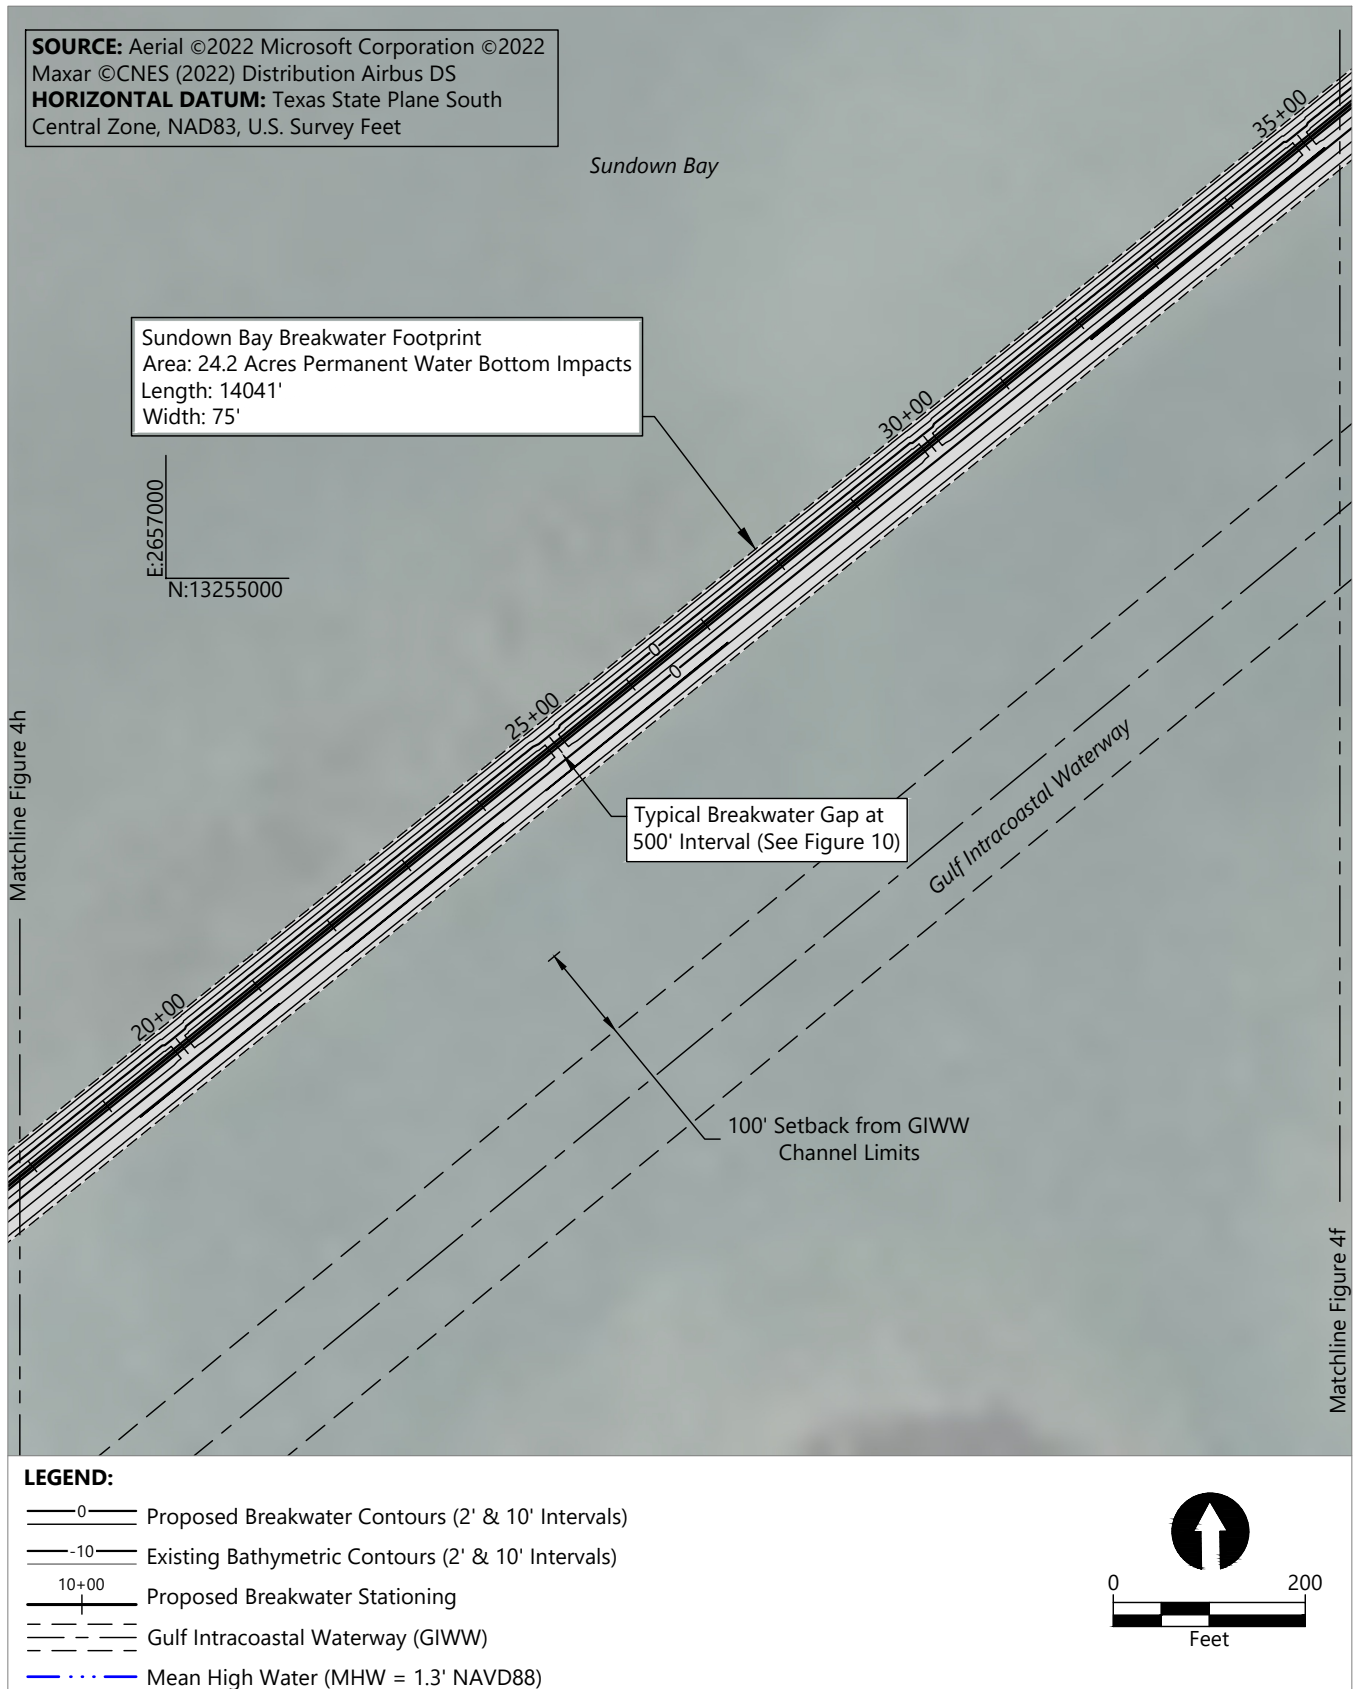 SOURCE: Aerial ©2022 Microsoft Corporation ©2022
Maxar ©CNES (2022) Distribution Airbus DS
HORIZONTAL DATUM: Texas State Plane South
Central Zone, NAD83, U.S. Survey Feet
Sundown Bay
35+00
Sundown Bay Breakwater Footprint
Area: 24.2 Acres Permanent Water Bottom Impacts
Length: 14041'
Width: 75'
30+00
E:2657000
N:13255000
0
0
25+00
Matchline Figure 4h
Typical Breakwater Gap at
500' Interval (See Figure 10)
Gulf Intracoastal Waterway
20+00
100' Setback from GIWW
Channel Limits
Matchline Figure 4f
LEGEND:
0
Proposed Breakwater Contours (2' & 10' Intervals)
-10
Existing Bathymetric Contours (2' & 10' Intervals)
10+00
Proposed Breakwater Stationing
Gulf Intracoastal Waterway (GIWW)
Mean High Water (MHW = 1.3' NAVD88)
0 200
Feet